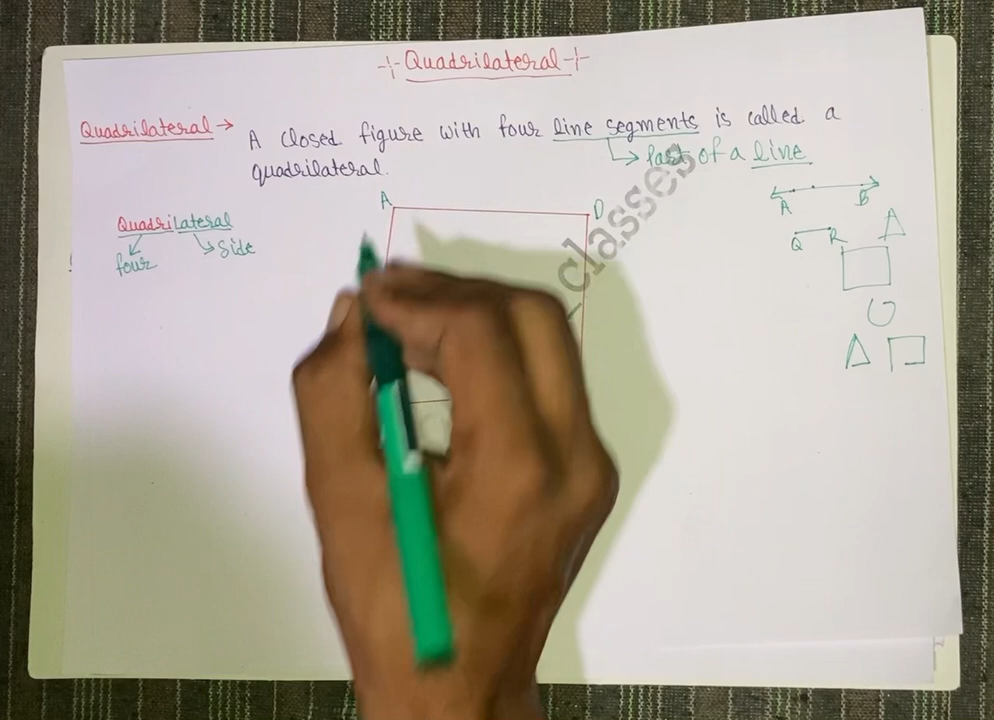 Quadrilateral
Quadrilateral → A closed figure with four line segments is called a
quadrilateral.
↳ Part of a line
Quadrilateral
four
Side
A
D
A
B
Q
R
classes